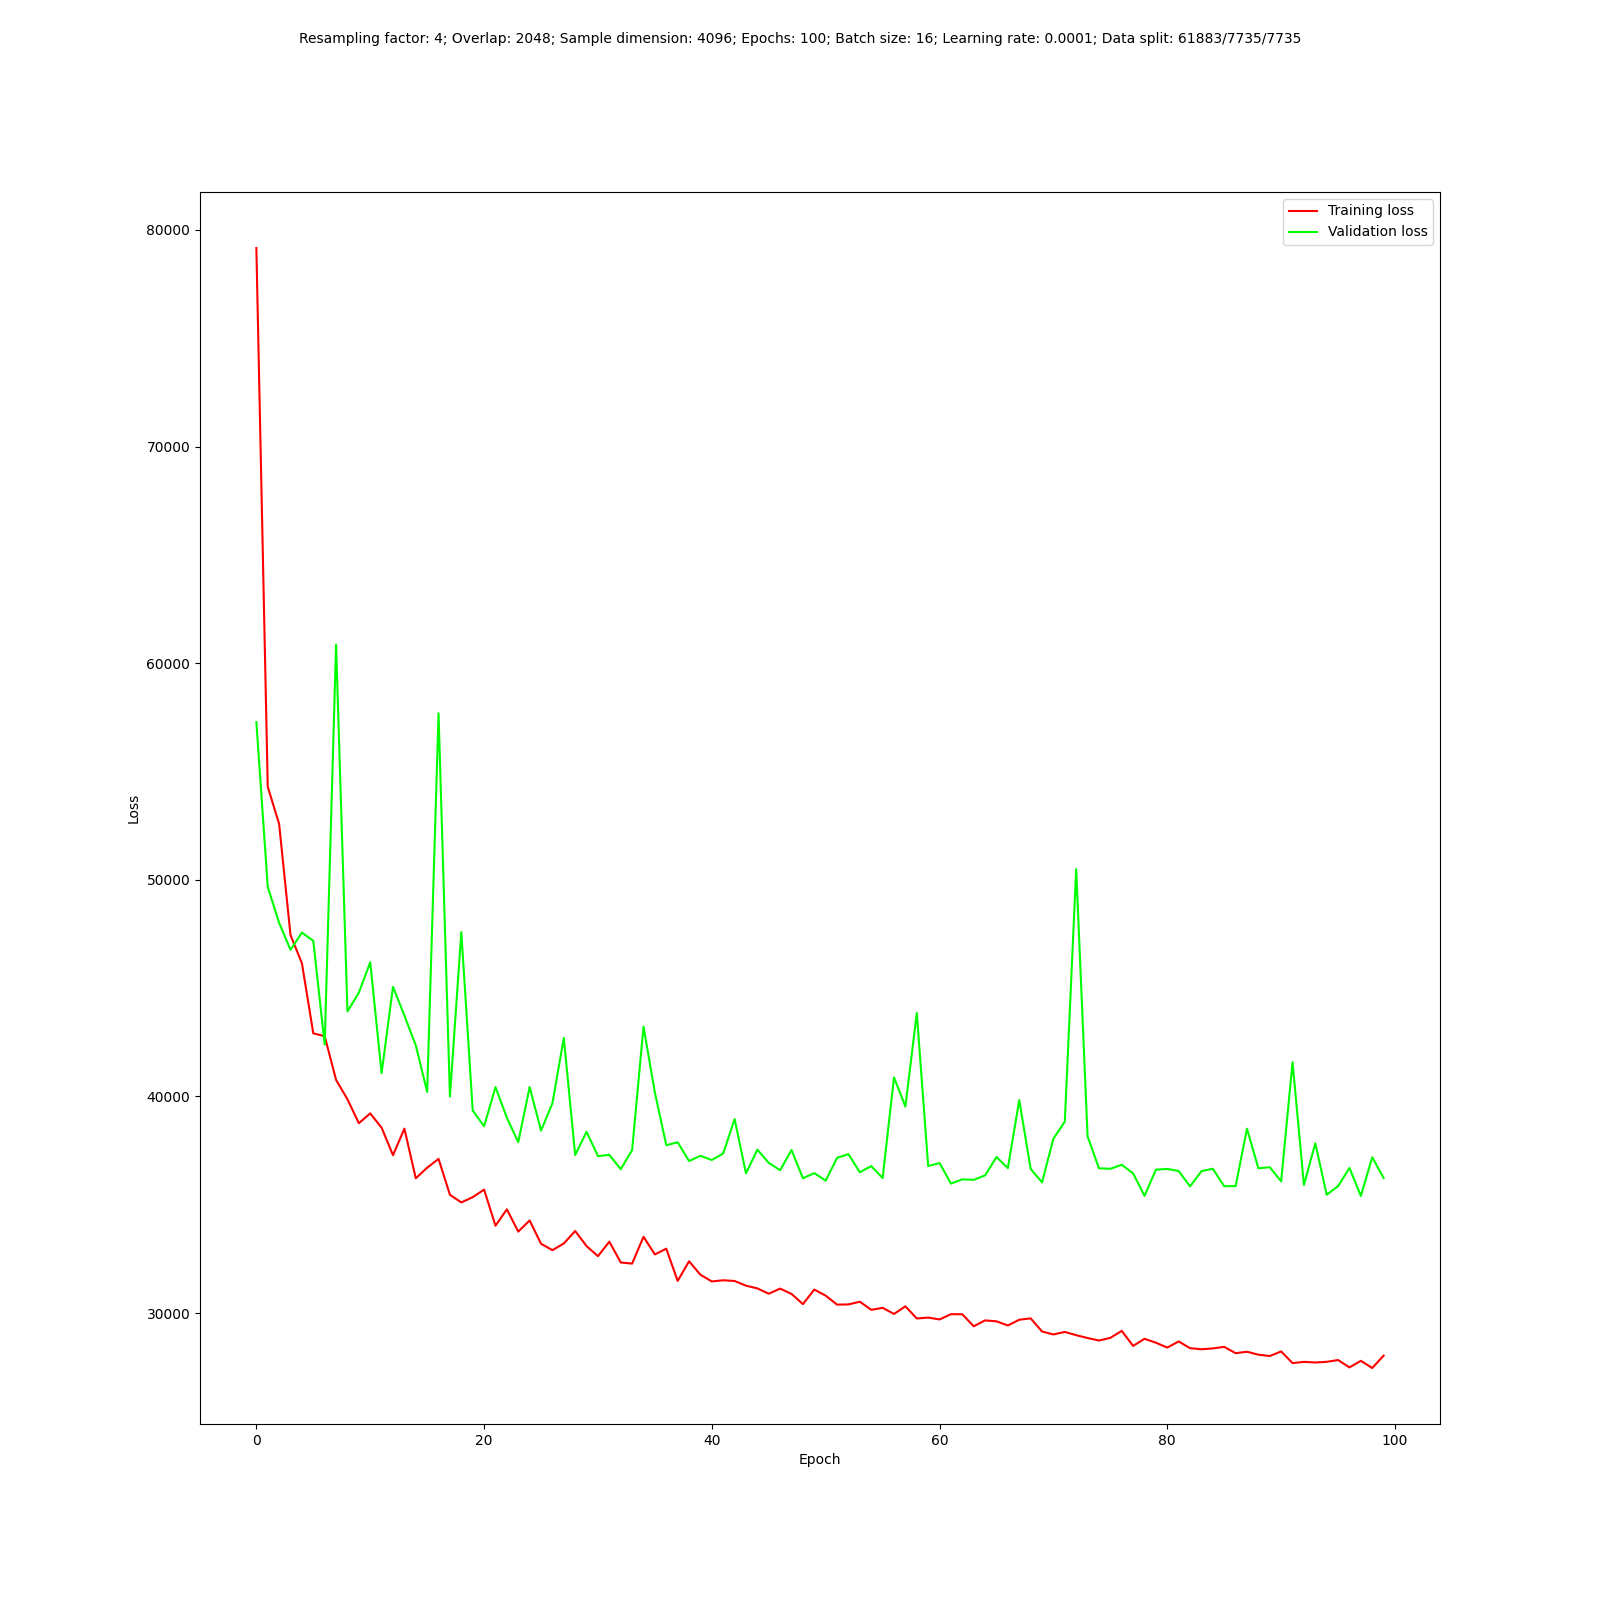 Resampling factor: 4; Overlap: 2048; Sample dimension: 4096; Epochs: 100; Batch size: 16; Learning rate: 0.0001; Data split: 61883/7735/7735
Training loss
Validation loss
80000
70000
60000
50000
40000
30000
Loss
0 20 40 60 80 100
Epoch